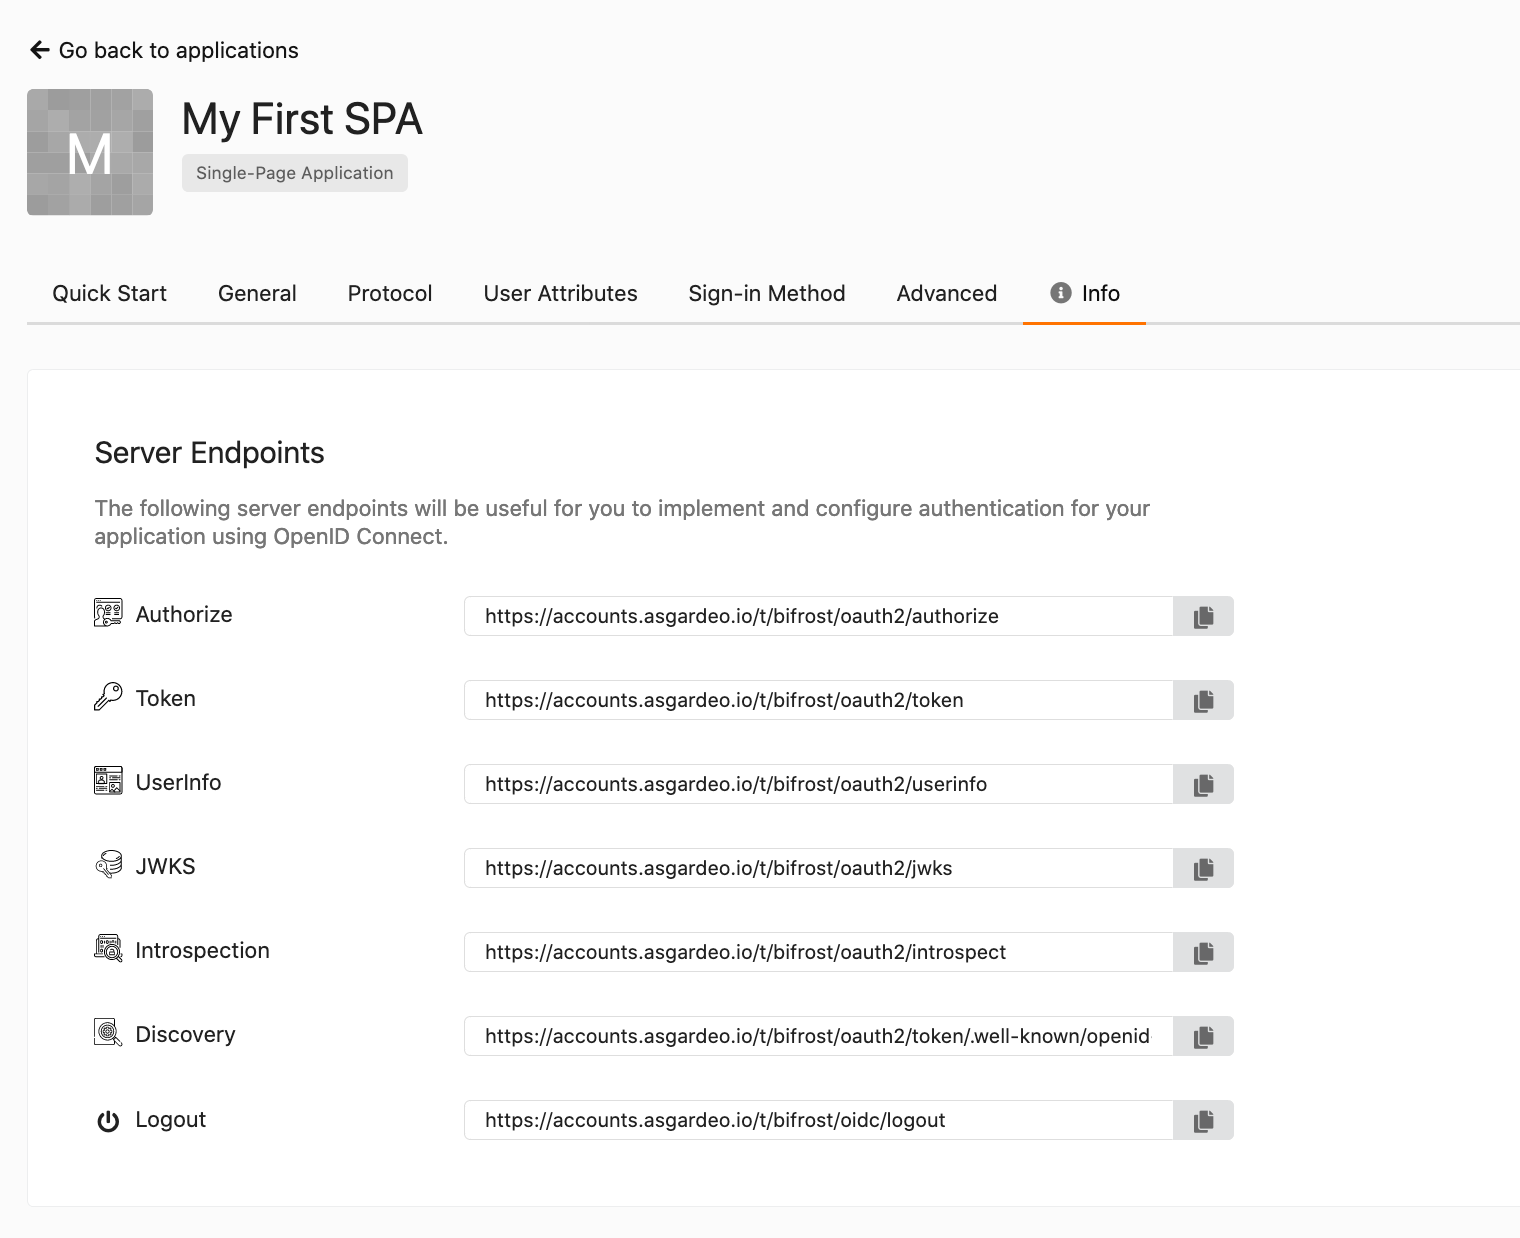 Go back to applications
M
My First SPA
Single-Page Application
Quick Start General Protocol User Attributes Sign-in Method Advanced Info
Server Endpoints
The following server endpoints will be useful for you to implement and configure authentication for your
application using OpenID Connect.
Authorize https://accounts.asgardeo.io/t/bifrost/oauth2/authorize
Token https://accounts.asgardeo.io/t/bifrost/oauth2/token
UserInfo https://accounts.asgardeo.io/t/bifrost/oauth2/userinfo
JWKS https://accounts.asgardeo.io/t/bifrost/oauth2/jwks
Introspection https://accounts.asgardeo.io/t/bifrost/oauth2/introspect
Discovery https://accounts.asgardeo.io/t/bifrost/oauth2/token/.well-known/openid-
Logout https://accounts.asgardeo.io/t/bifrost/oidc/logout